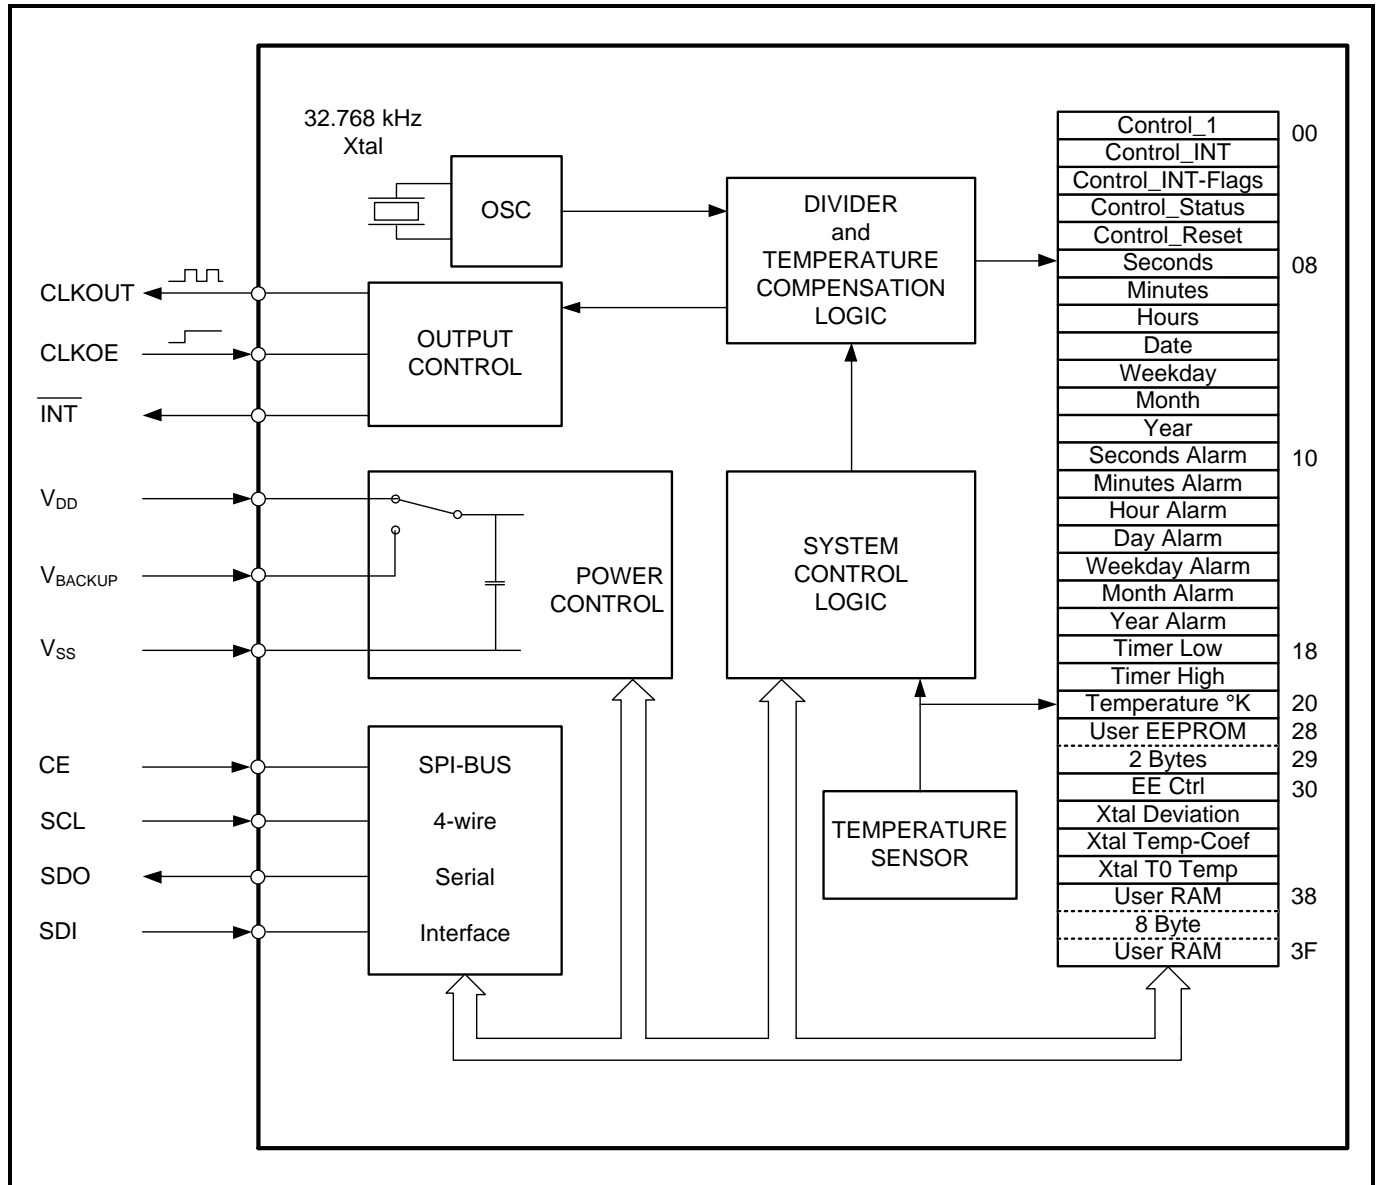 32.768 kHz
Xtal
OSC
DIVIDER
and
TEMPERATURE
COMPENSATION
LOGIC
CLKOUT
CLKOE
INT
OUTPUT
CONTROL
V_DD
V_BACKUP
V_SS
POWER
CONTROL
SYSTEM
CONTROL
LOGIC
CE
SCL
SDO
SDI
SPI-BUS
4-wire
Serial
Interface
TEMPERATURE
SENSOR
Control_1 00
Control_INT
Control_INT-Flags
Control_Status
Control_Reset
Seconds 08
Minutes
Hours
Date
Weekday
Month
Year
Seconds Alarm 10
Minutes Alarm
Hour Alarm
Day Alarm
Weekday Alarm
Month Alarm
Year Alarm
Timer Low 18
Timer High
Temperature °K 20
User EEPROM 28
2 Bytes 29
EE Ctrl 30
Xtal Deviation
Xtal Temp-Coef
Xtal T0 Temp
User RAM 38
8 Byte
User RAM 3F